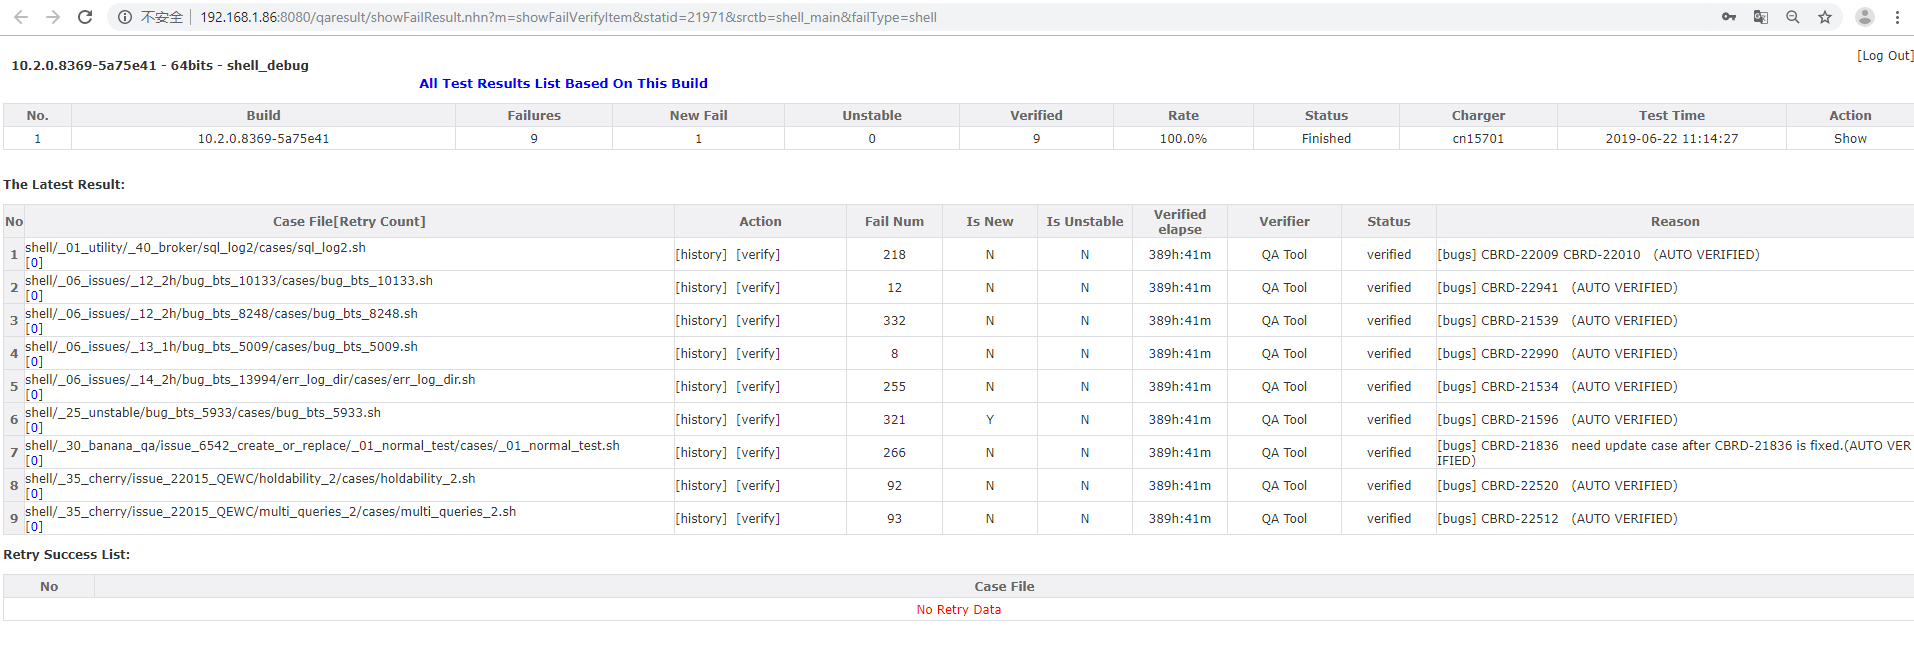 不安全 | 192.168.1.86:8080/qaresult/showFailResult.nhn?m=showFailVerifyItem&statid=21971&srctb=shell_main&failType=shell
[Log Out]
10.2.0.8369-5a75e41 - 64bits - shell_debug
All Test Results List Based On This Build
No. Build Failures New Fail Unstable Verified Rate Status Charger Test Time Action
1 10.2.0.8369-5a75e41 9 1 0 9 100.0% Finished cn15701 2019-06-22 11:14:27 Show
The Latest Result:
No Case File[Retry Count] Action Fail Num Is New Is Unstable Verified elapse Verifier Status Reason
1 shell/_01_utility/_40_broker/sql_log2/cases/sql_log2.sh
[0] [history] [verify] 218 N N 389h:41m QA Tool verified [bugs] CBRD-22009 CBRD-22010 (AUTO VERIFIED)
2 shell/_06_issues/_12_2h/bug_bts_10133/cases/bug_bts_10133.sh
[0] [history] [verify] 12 N N 389h:41m QA Tool verified [bugs] CBRD-22941 (AUTO VERIFIED)
3 shell/_06_issues/_12_2h/bug_bts_8248/cases/bug_bts_8248.sh
[0] [history] [verify] 332 N N 389h:41m QA Tool verified [bugs] CBRD-21539 (AUTO VERIFIED)
4 shell/_06_issues/_13_1h/bug_bts_5009/cases/bug_bts_5009.sh
[0] [history] [verify] 8 N N 389h:41m QA Tool verified [bugs] CBRD-22990 (AUTO VERIFIED)
5 shell/_06_issues/_14_2h/bug_bts_13994/err_log_dir/cases/err_log_dir.sh
[0] [history] [verify] 255 N N 389h:41m QA Tool verified [bugs] CBRD-21534 (AUTO VERIFIED)
6 shell/_25_unstable/bug_bts_5933/cases/bug_bts_5933.sh
[0] [history] [verify] 321 Y N 389h:41m QA Tool verified [bugs] CBRD-21596 (AUTO VERIFIED)
7 shell/_30_banana_qa/issue_6542_create_or_replace/_01_normal_test/cases/_01_normal_test.sh
[0] [history] [verify] 266 N N 389h:41m QA Tool verified [bugs] CBRD-21836 need update case after CBRD-21836 is fixed.(AUTO VER
IFIED)
8 shell/_35_cherry/issue_22015_QEWC/holdability_2/cases/holdability_2.sh
[0] [history] [verify] 92 N N 389h:41m QA Tool verified [bugs] CBRD-22520 (AUTO VERIFIED)
9 shell/_35_cherry/issue_22015_QEWC/multi_queries_2/cases/multi_queries_2.sh
[0] [history] [verify] 93 N N 389h:41m QA Tool verified [bugs] CBRD-22512 (AUTO VERIFIED)
Retry Success List:
No Case File
No Retry Data